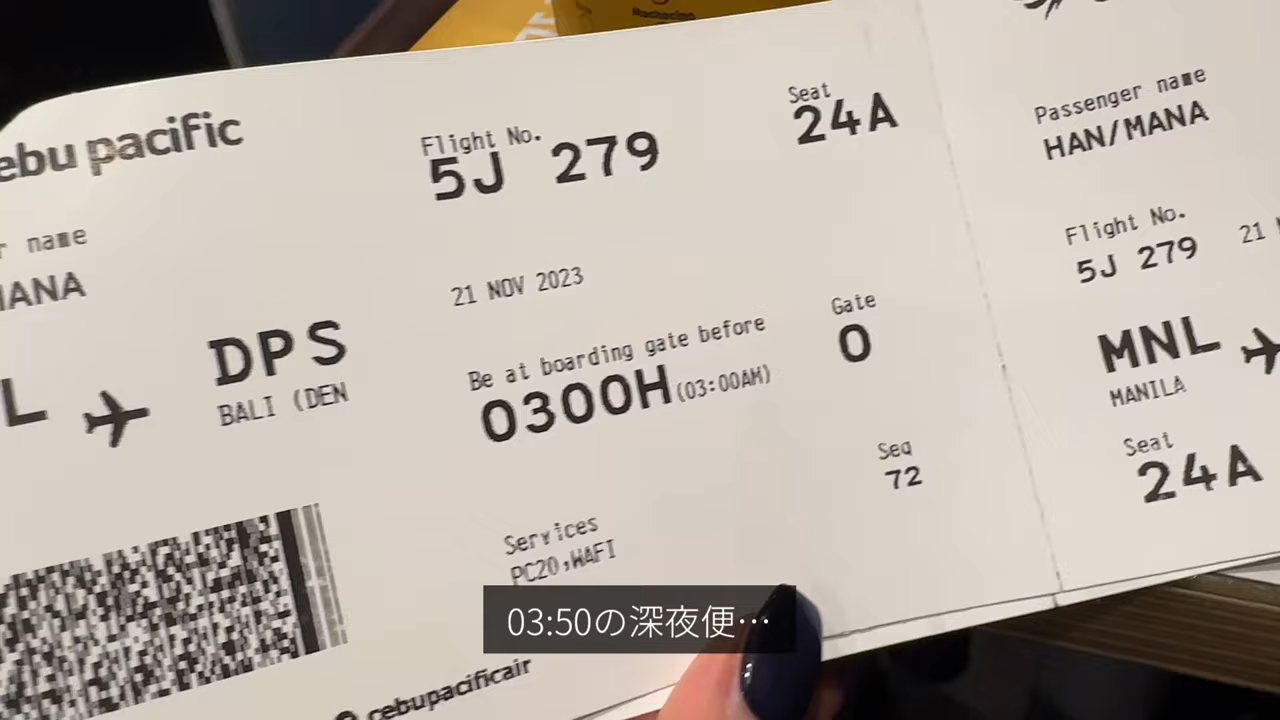 ebu pacific
Flight No.
5J 279
Seat
24A
r name
IANA
21 NOV 2023
DPS
BALI (DEN
Be at boarding gate before
0300H (03:00AM)
Gate
0
Seq
72
Services
PC20,WAFI
cebupacificair
Passenger name
HAN/MANA
Flight No.
5J 279
21
MNL
MANILA
Seat
24A
03:50の深夜便…